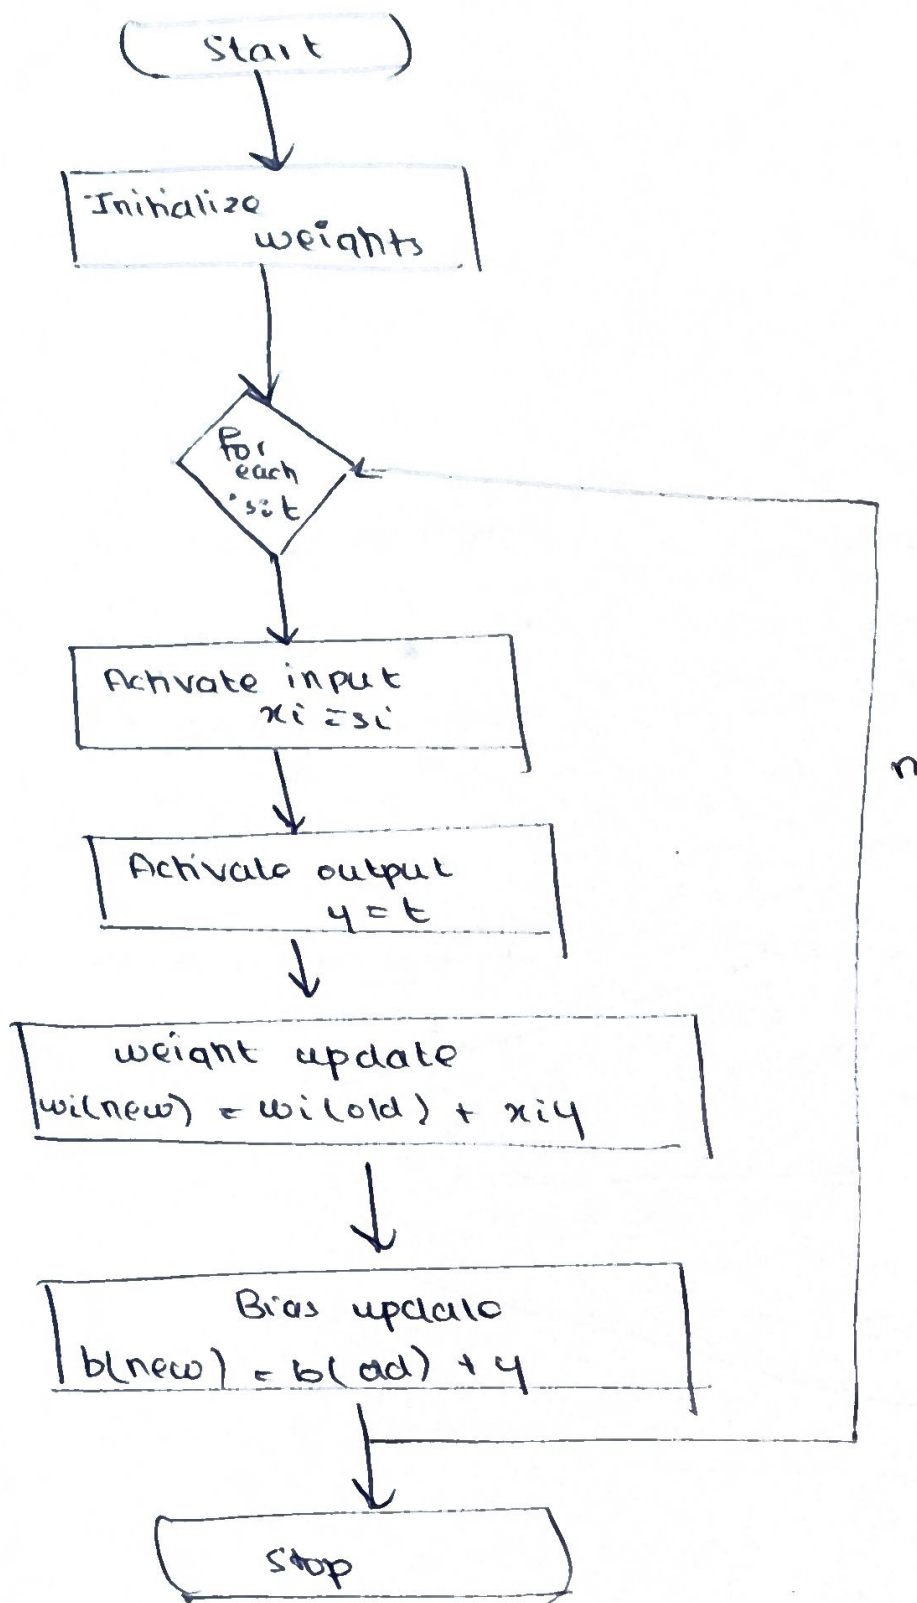 Start
Initialize
weights
For
each
s:t
Activate input
xi = si
n
Activate output
y = t
weight update
wi(new) = wi(old) + xiy
Bias update
b(new) = b(old) + y
Stop